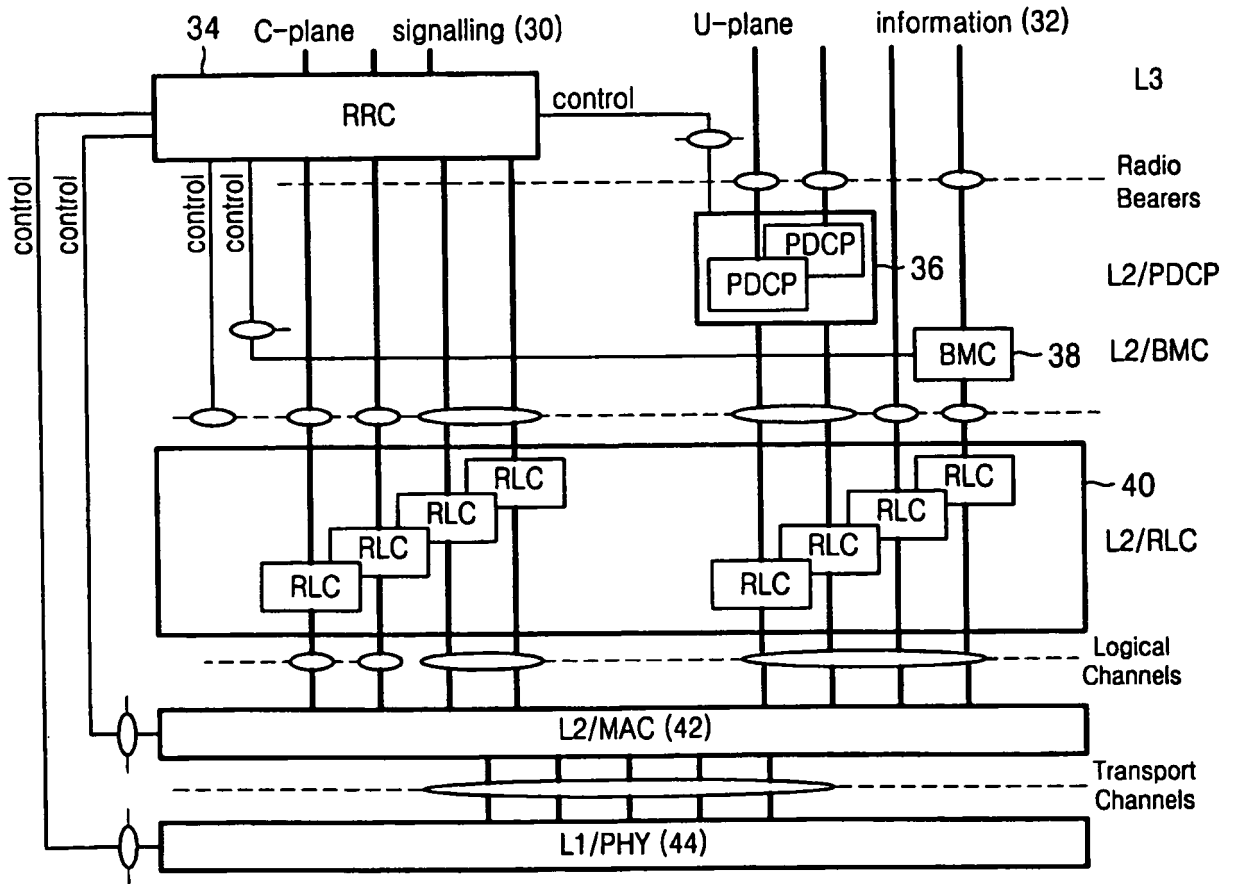 34
C-plane signalling (30)
U-plane information (32)
L3
RRC
control
control
control
control
control
Radio
Bearers
PDCP
PDCP
36
L2/PDCP
BMC
38
L2/BMC
RLC
RLC
RLC
RLC
RLC
RLC
RLC
RLC
40
L2/RLC
Logical
Channels
L2/MAC (42)
Transport
Channels
L1/PHY (44)